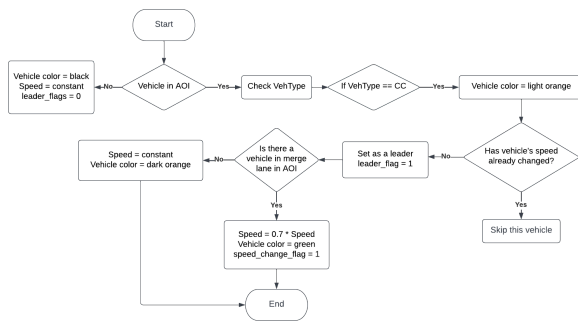 Start
Vehicle color = black
Speed = constant
leader_flags = 0
No
Vehicle in AOI
Yes
Check VehType
If VehType == CC
Yes
Vehicle color = light orange
Speed = constant
Vehicle color = dark orange
No
Is there a
vehicle in merge
lane in AOI
Set as a leader
leader_flag = 1
No
Has vehicle's speed
already changed?
Yes
Yes
Skip this vehicle
Speed = 0.7 * Speed
Vehicle color = green
speed_change_flag = 1
End